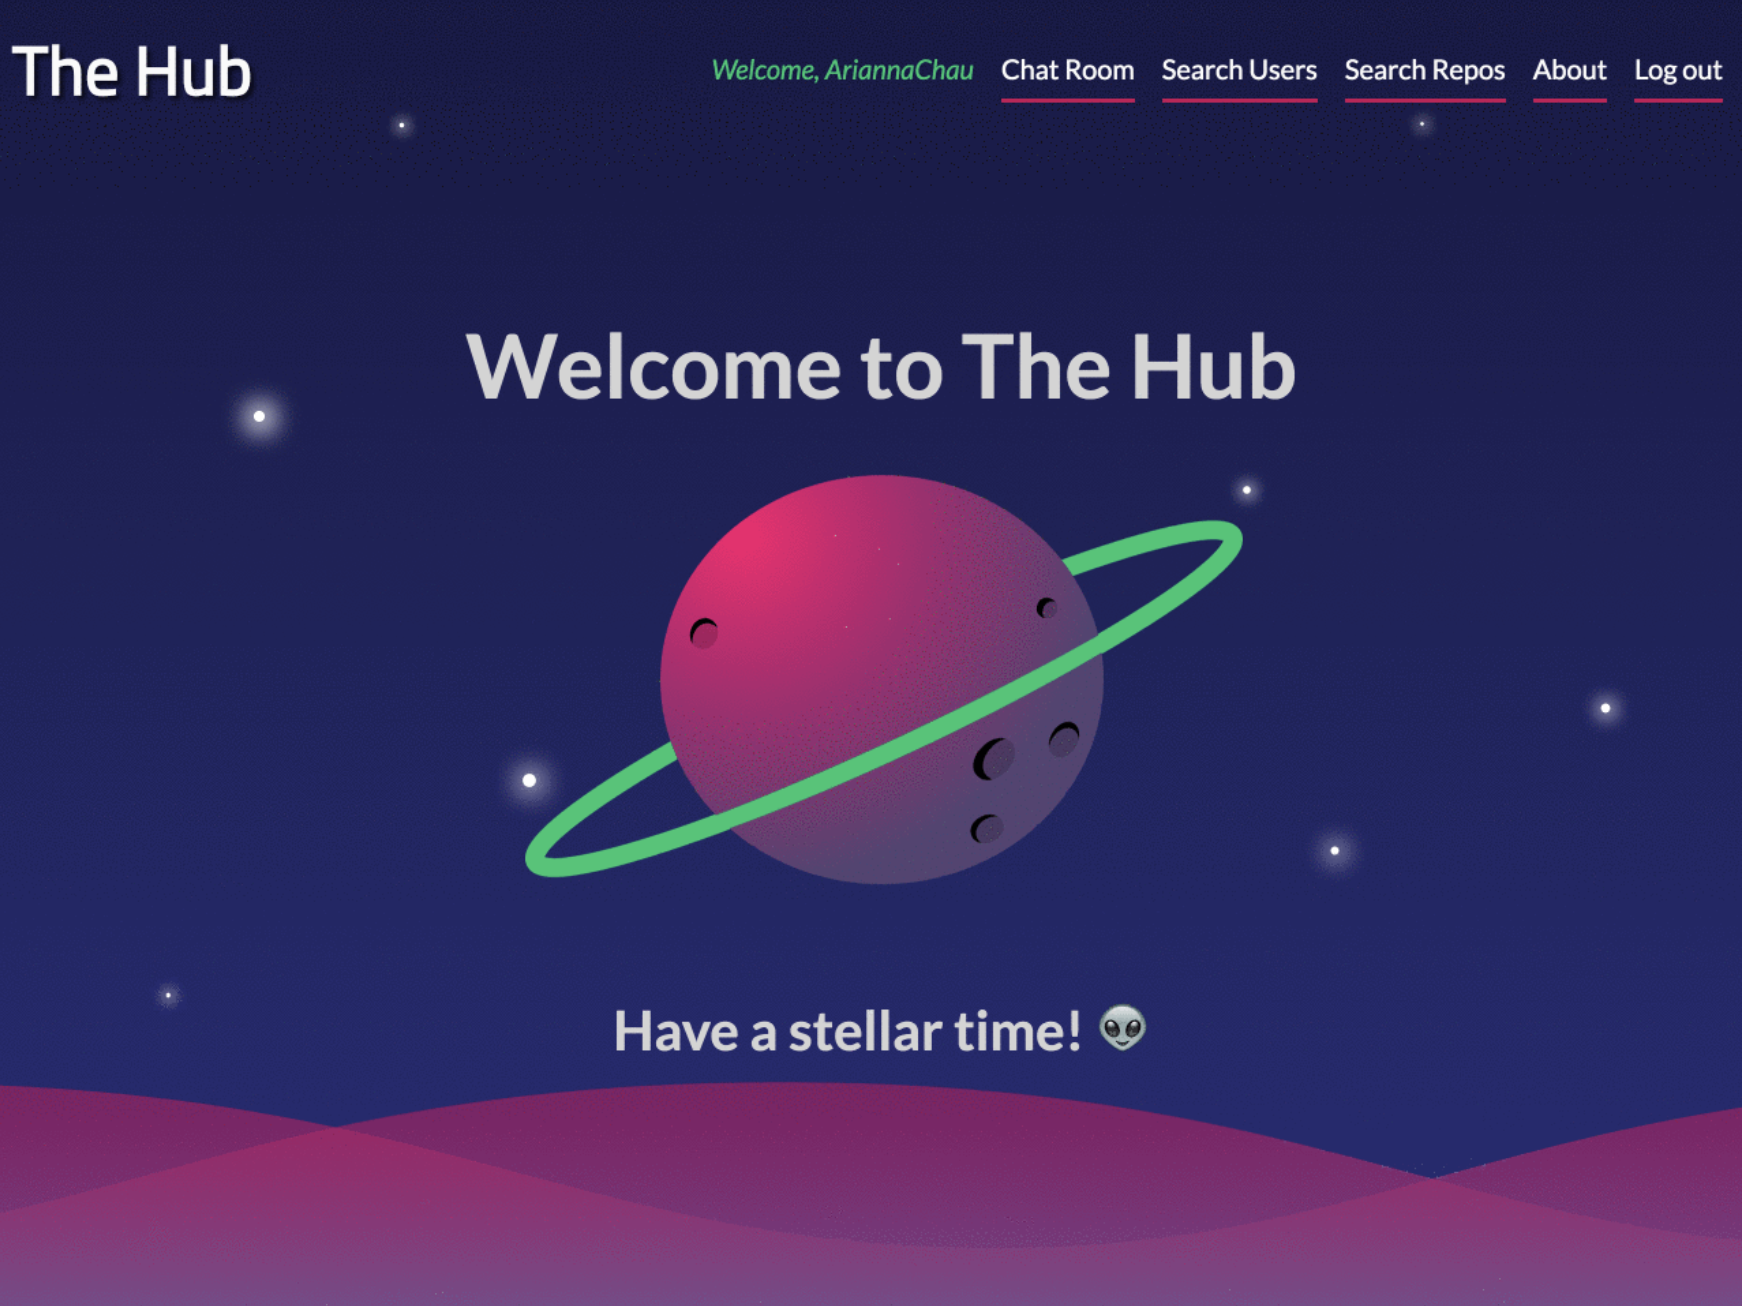 The Hub
Welcome, AriannaChau Chat Room Search Users Search Repos About Log out
Welcome to The Hub
Have a stellar time! 👽